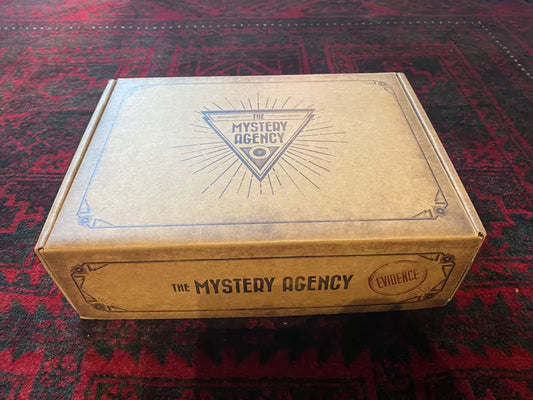 THE
MYSTERY
AGENCY
THE MYSTERY AGENCY
EVIDENCE